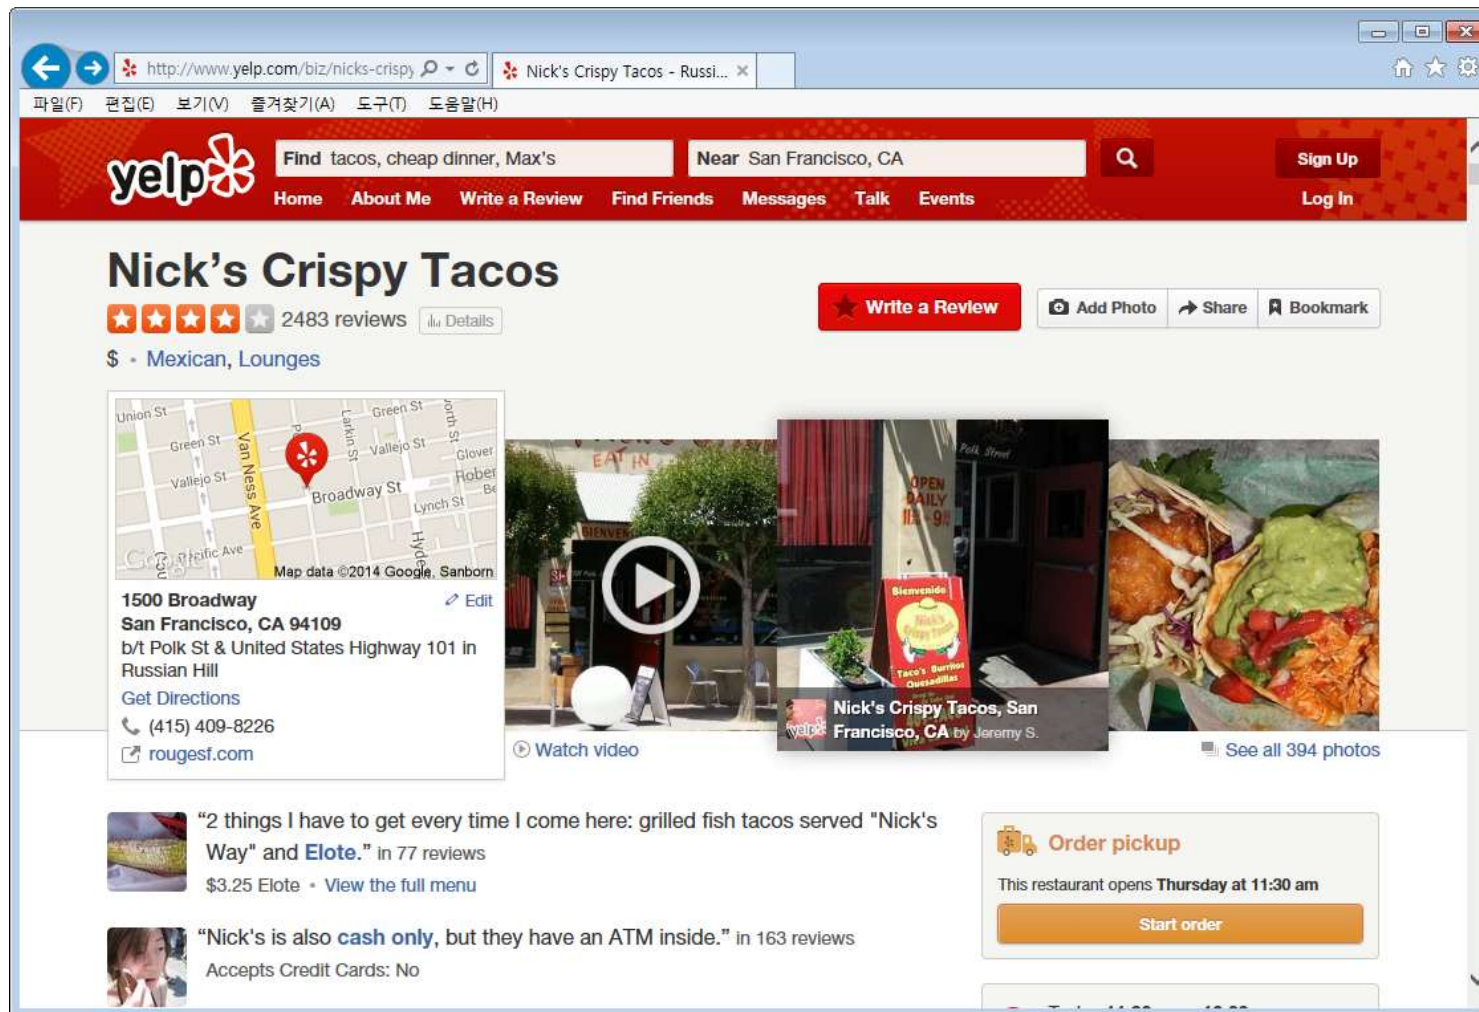 http://www.yelp.com/biz/nicks-crispy
Nick's Crispy Tacos - Russi...
파일(F) 편집(E) 보기(V) 즐겨찾기(A) 도구(T) 도움말(H)
yelp
Find tacos, cheap dinner, Max's
Near San Francisco, CA
Sign Up
Home About Me Write a Review Find Friends Messages Talk Events
Log In
Nick's Crispy Tacos
2483 reviews Details
Write a Review
Add Photo Share Bookmark
$ • Mexican, Lounges
Union St
Green St
Green St
Larkin St
Van Ness Ave
Vallejo St
Vallejo St
Glover
Broadway St
Lynch St
Hyde
Pacific Ave
Google
Map data ©2014 Google, Sanborn
1500 Broadway
Edit
San Francisco, CA 94109
b/t Polk St & United States Highway 101 in
Russian Hill
Get Directions
(415) 409-8226
rougesf.com
EAT IN
Polk Street
OPEN
DAILY
Bienvenido
Nick's
Crispy Tacos
Taco's Burritos
Quesadillas
yelp
Nick's Crispy Tacos, San
Francisco, CA by Jeremy S.
Watch video
See all 394 photos
“2 things I have to get every time I come here: grilled fish tacos served "Nick's
Way" and Elote.” in 77 reviews
$3.25 Elote • View the full menu
“Nick's is also cash only, but they have an ATM inside.” in 163 reviews
Accepts Credit Cards: No
Order pickup
This restaurant opens Thursday at 11:30 am
Start order